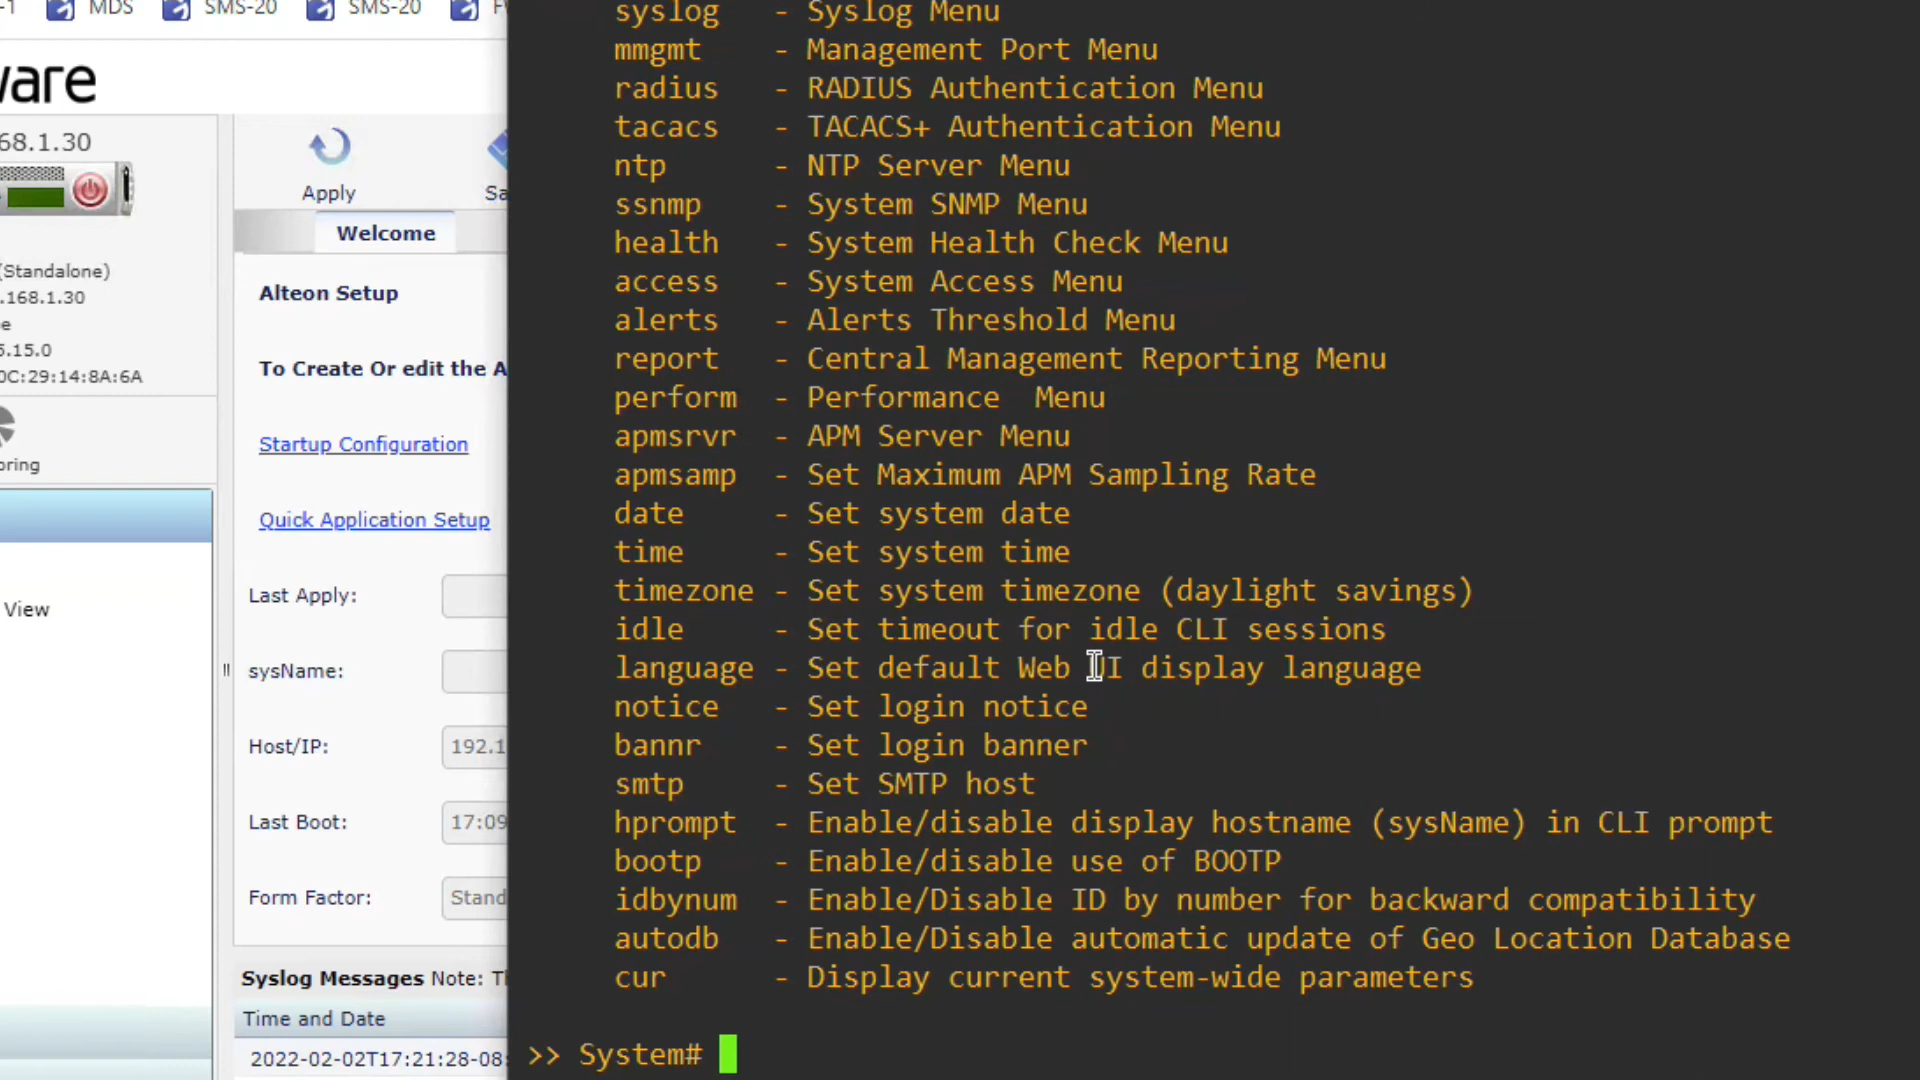 MDS SMS-20 SMS-20
ware
68.1.30
(Standalone)
.168.1.30
5.15.0
0C:29:14:8A:6A
oring
View
Apply
Welcome
Alteon Setup
To Create Or edit the A
Startup Configuration
Quick Application Setup
Last Apply:
sysName:
Host/IP: 192.1
Last Boot: 17:09
Form Factor: Stand
Syslog Messages Note: T
Time and Date
2022-02-02T17:21:28-08:
syslog - Syslog Menu
mmgmt - Management Port Menu
radius - RADIUS Authentication Menu
tacacs - TACACS+ Authentication Menu
ntp - NTP Server Menu
ssnmp - System SNMP Menu
health - System Health Check Menu
access - System Access Menu
alerts - Alerts Threshold Menu
report - Central Management Reporting Menu
perform - Performance  Menu
apmsrvr - APM Server Menu
apmsamp - Set Maximum APM Sampling Rate
date - Set system date
time - Set system time
timezone - Set system timezone (daylight savings)
idle - Set timeout for idle CLI sessions
language - Set default Web UI display language
notice - Set login notice
bannr - Set login banner
smtp - Set SMTP host
hprompt - Enable/disable display hostname (sysName) in CLI prompt
bootp - Enable/disable use of BOOTP
idbynum - Enable/Disable ID by number for backward compatibility
autodb - Enable/Disable automatic update of Geo Location Database
cur - Display current system-wide parameters
>> System#